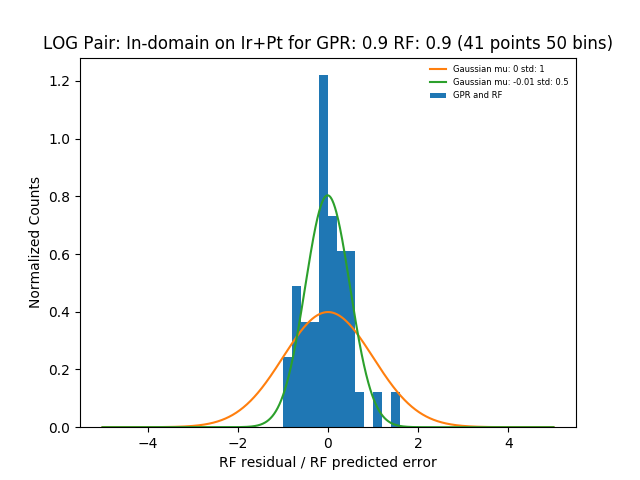 LOG Pair: In-domain on Ir+Pt for GPR: 0.9 RF: 0.9 (41 points 50 bins)
Gaussian mu: 0 std: 1
Gaussian mu: -0.01 std: 0.5
GPR and RF
Normalized Counts
1.2
1.0
0.8
0.6
0.4
0.2
0.0
−4 −2 0 2 4
RF residual / RF predicted error